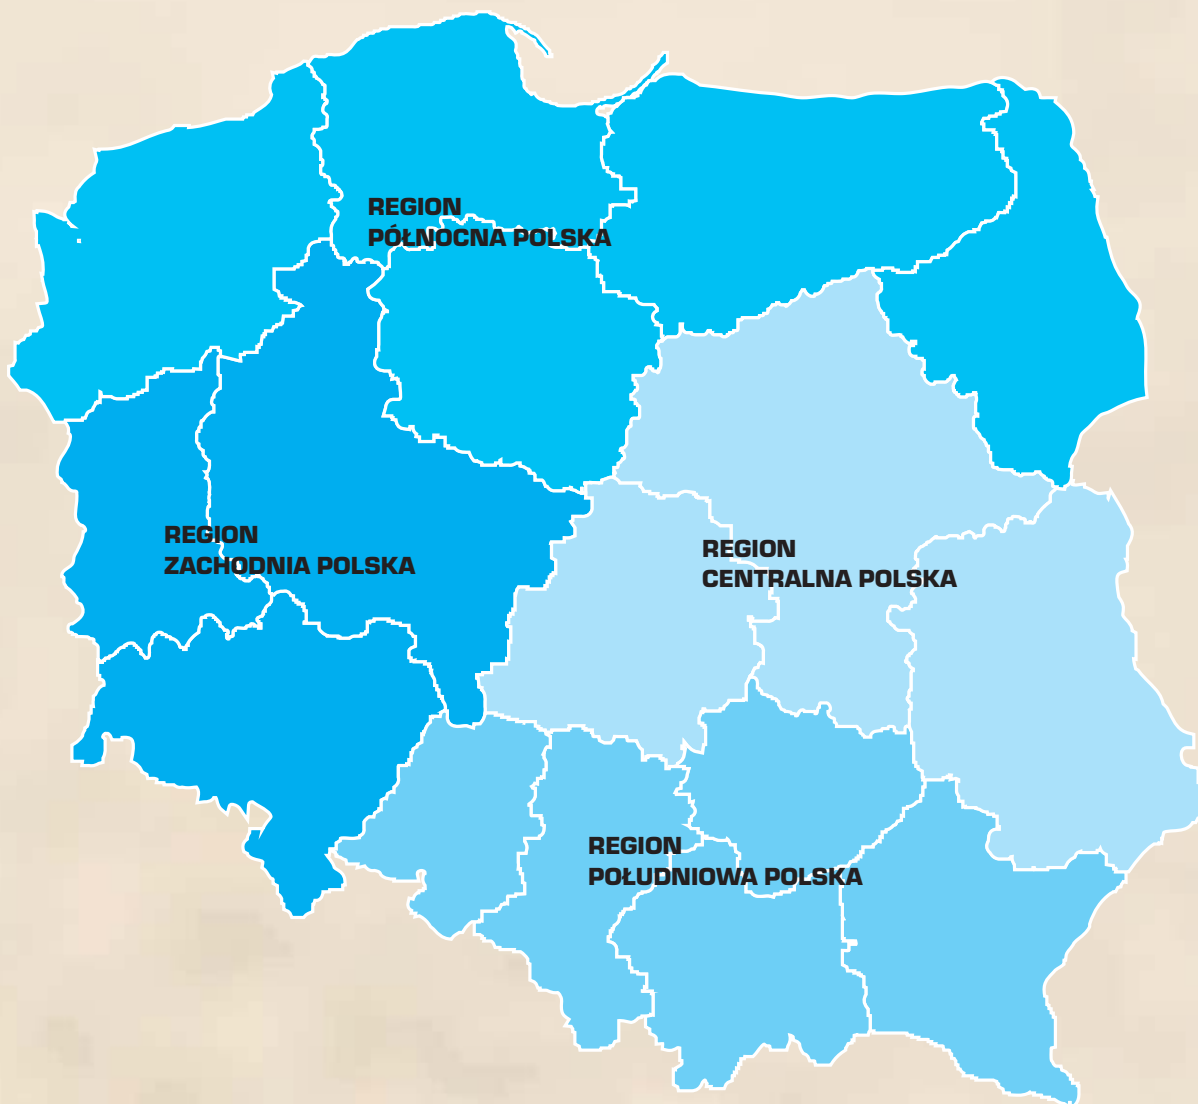 REGION
PÓŁNOCNA POLSKA
REGION
ZACHODNIA POLSKA
REGION
CENTRALNA POLSKA
REGION
POŁUDNIOWA POLSKA